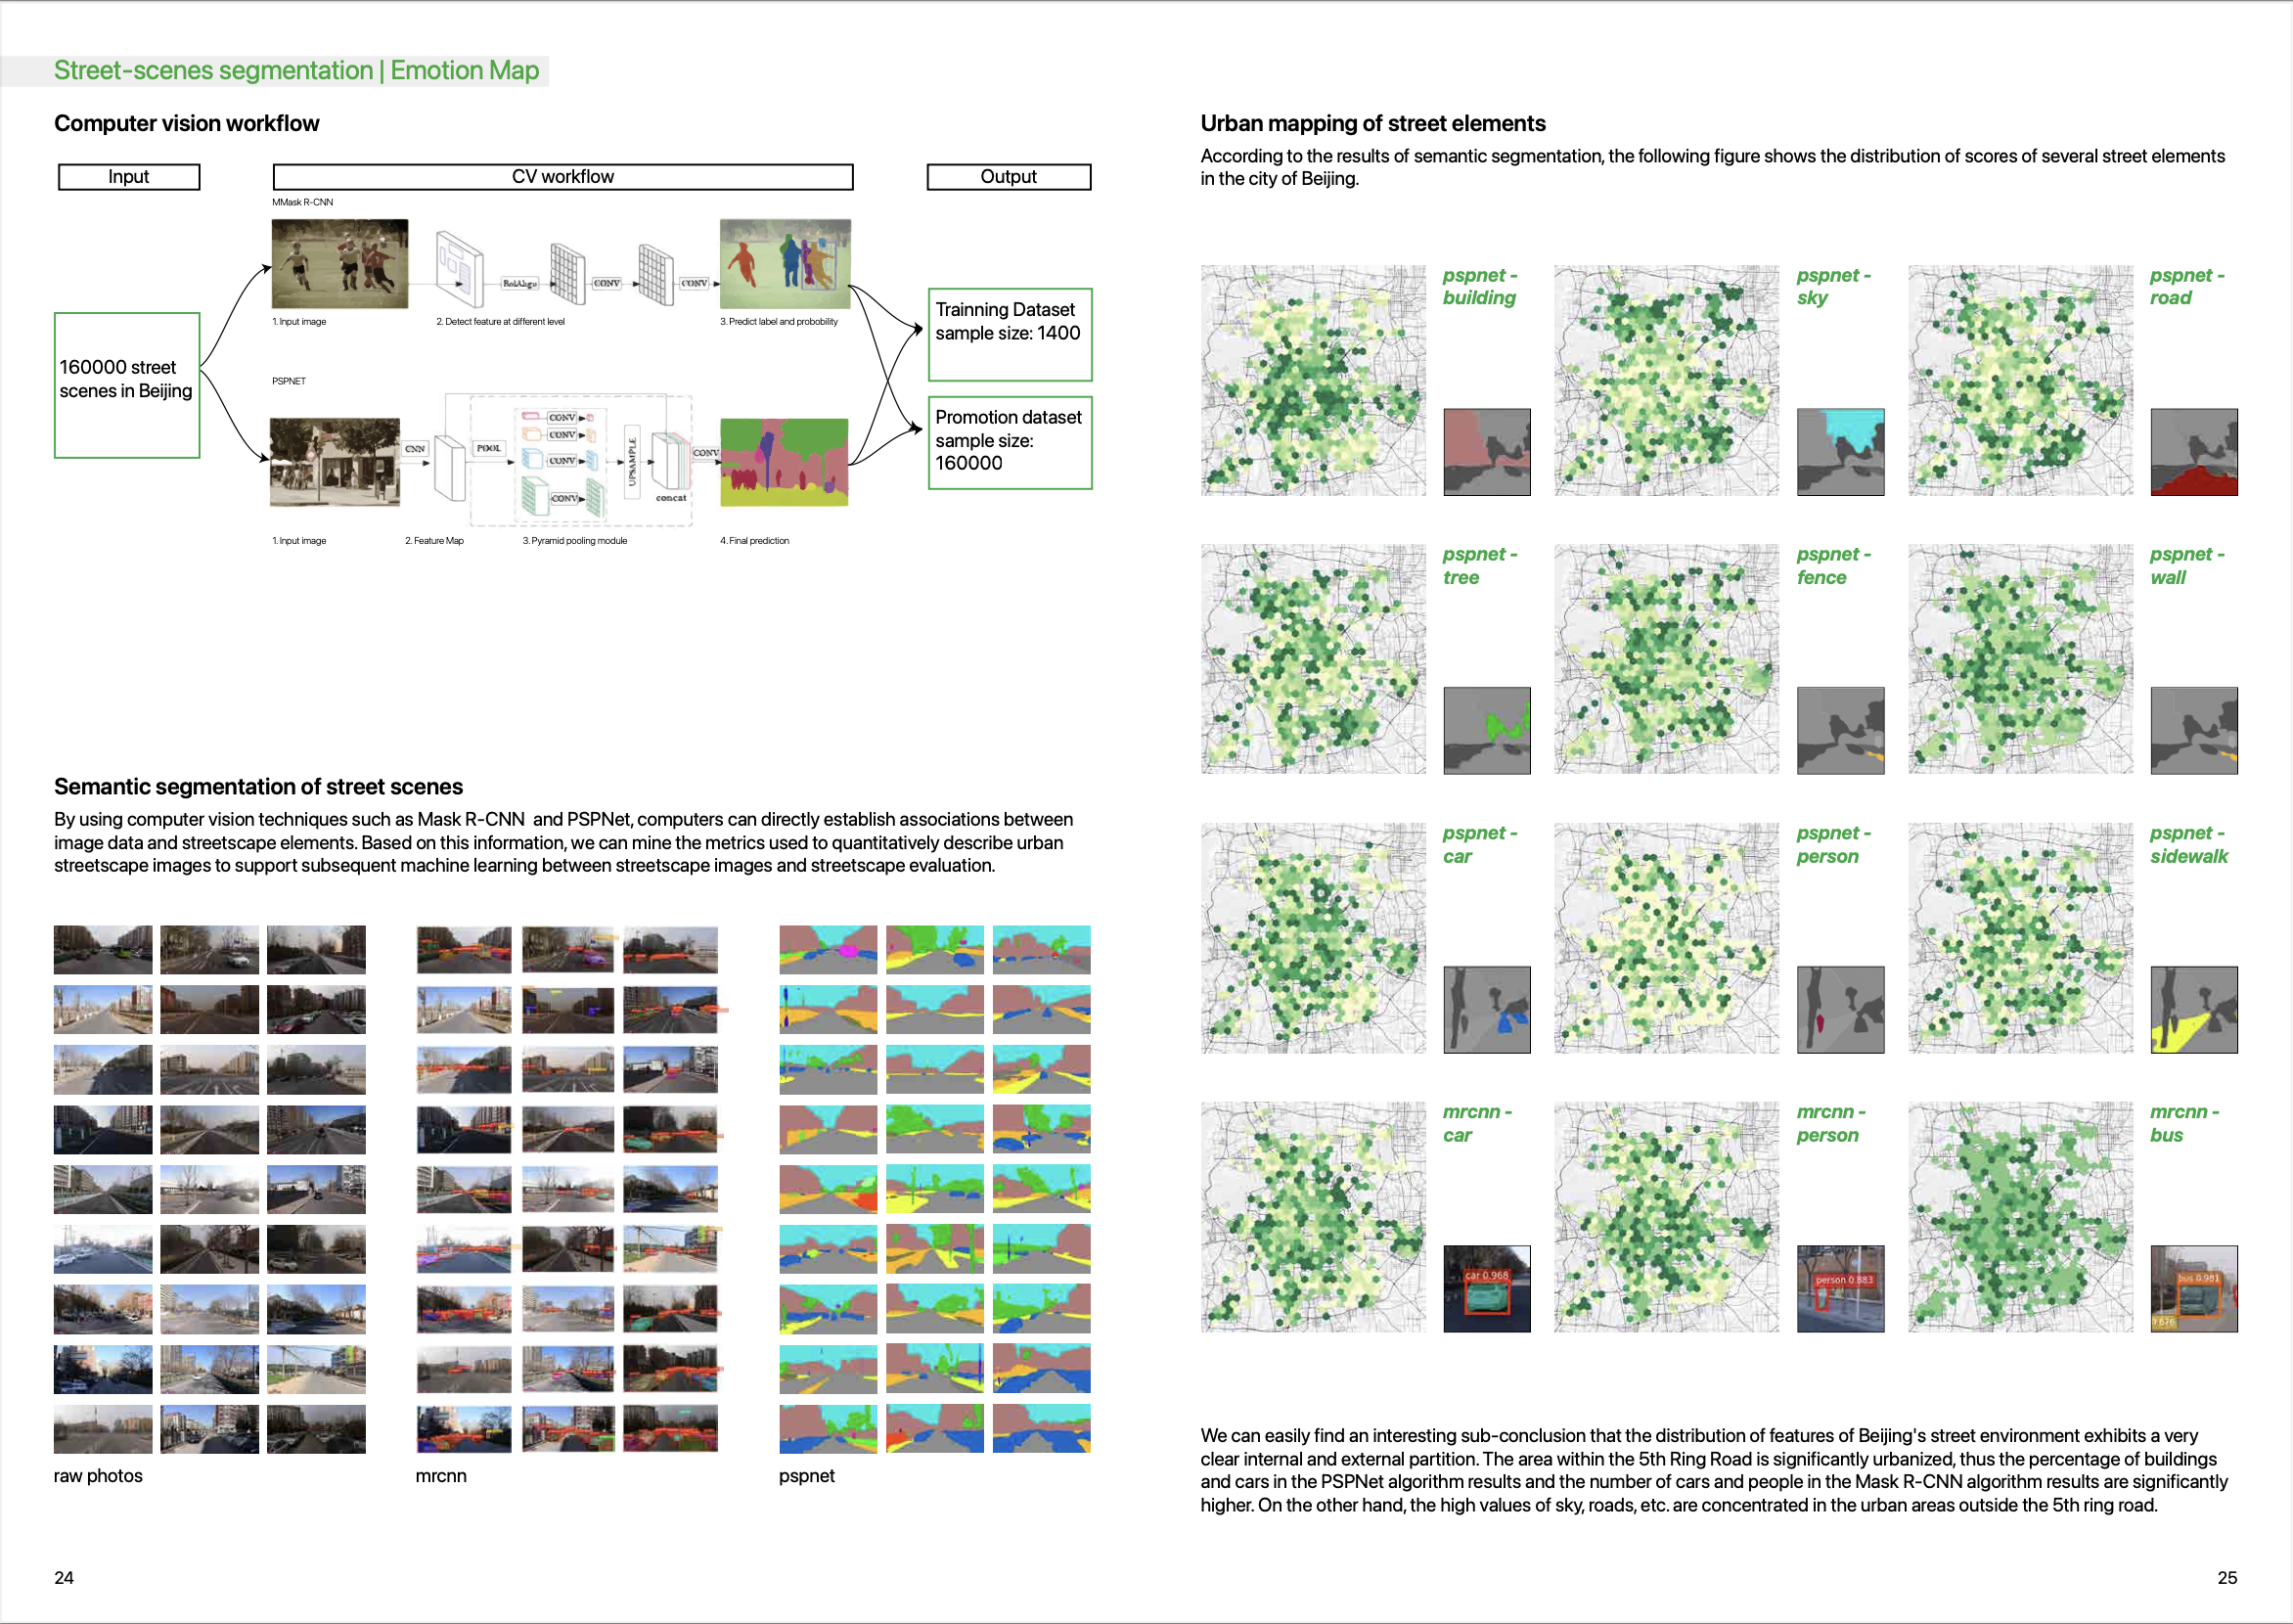 Street-scenes segmentation | Emotion Map
Computer vision workflow
Input
CV workflow
Output
MMask R-CNN
RoIAlign
CONV
CONV
1. Input image
2. Detect feature at different level
3. Predict label and probobility
160000 street
scenes in Beijing
Trainning Dataset
sample size: 1400
Promotion dataset
sample size:
160000
PSPNET
CNN
POOL
CONV
CONV
CONV
CONV
UPSAMPLE
concat
CONV
1. Input image
2. Feature Map
3. Pyramid pooling module
4. Final prediction
Semantic segmentation of street scenes
By using computer vision techniques such as Mask R-CNN and PSPNet, computers can directly establish associations between
image data and streetscape elements. Based on this information, we can mine the metrics used to quantitatively describe urban
streetscape images to support subsequent machine learning between streetscape images and streetscape evaluation.
raw photos
mrcnn
pspnet
24
Urban mapping of street elements
According to the results of semantic segmentation, the following figure shows the distribution of scores of several street elements
in the city of Beijing.
pspnet -
building
pspnet -
sky
pspnet -
road
pspnet -
tree
pspnet -
fence
pspnet -
wall
pspnet -
car
pspnet -
person
pspnet -
sidewalk
mrcnn -
car
car 0.968
mrcnn -
person
person 0.883
mrcnn -
bus
bus 0.981
0.676
We can easily find an interesting sub-conclusion that the distribution of features of Beijing's street environment exhibits a very
clear internal and external partition. The area within the 5th Ring Road is significantly urbanized, thus the percentage of buildings
and cars in the PSPNet algorithm results and the number of cars and people in the Mask R-CNN algorithm results are significantly
higher. On the other hand, the high values of sky, roads, etc. are concentrated in the urban areas outside the 5th ring road.
25